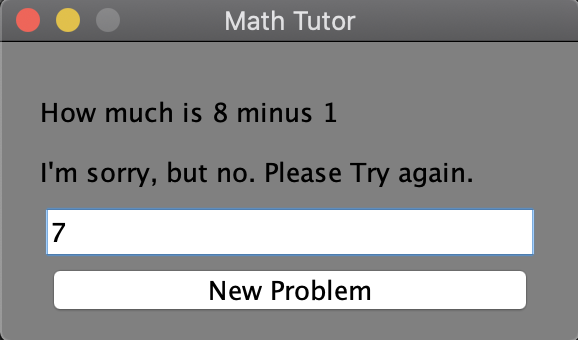 Math Tutor
How much is 8 minus 1
I'm sorry, but no. Please Try again.
7
New Problem